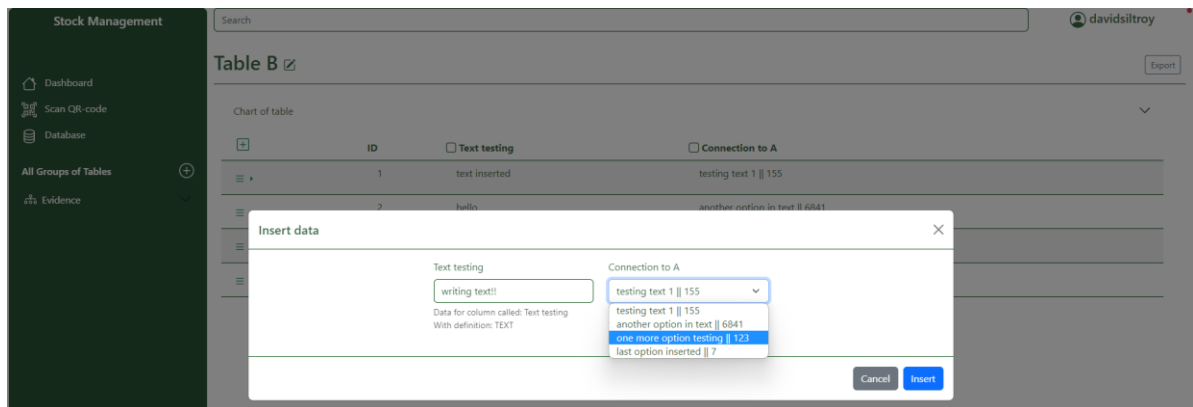 Stock Management
Search
davidsiltroy
Table B
Export
Dashboard
Scan QR-code
Database
All Groups of Tables
Evidence
Chart of table
ID Text testing Connection to A
1 text inserted testing text 1 || 155
2 hello another option in text || 6841
Insert data
Text testing
writing text!!
Data for column called: Text testing
With definition: TEXT
Connection to A
testing text 1 || 155
testing text 1 || 155
another option in text || 6841
one more option testing || 123
last option inserted || 7
Cancel Insert